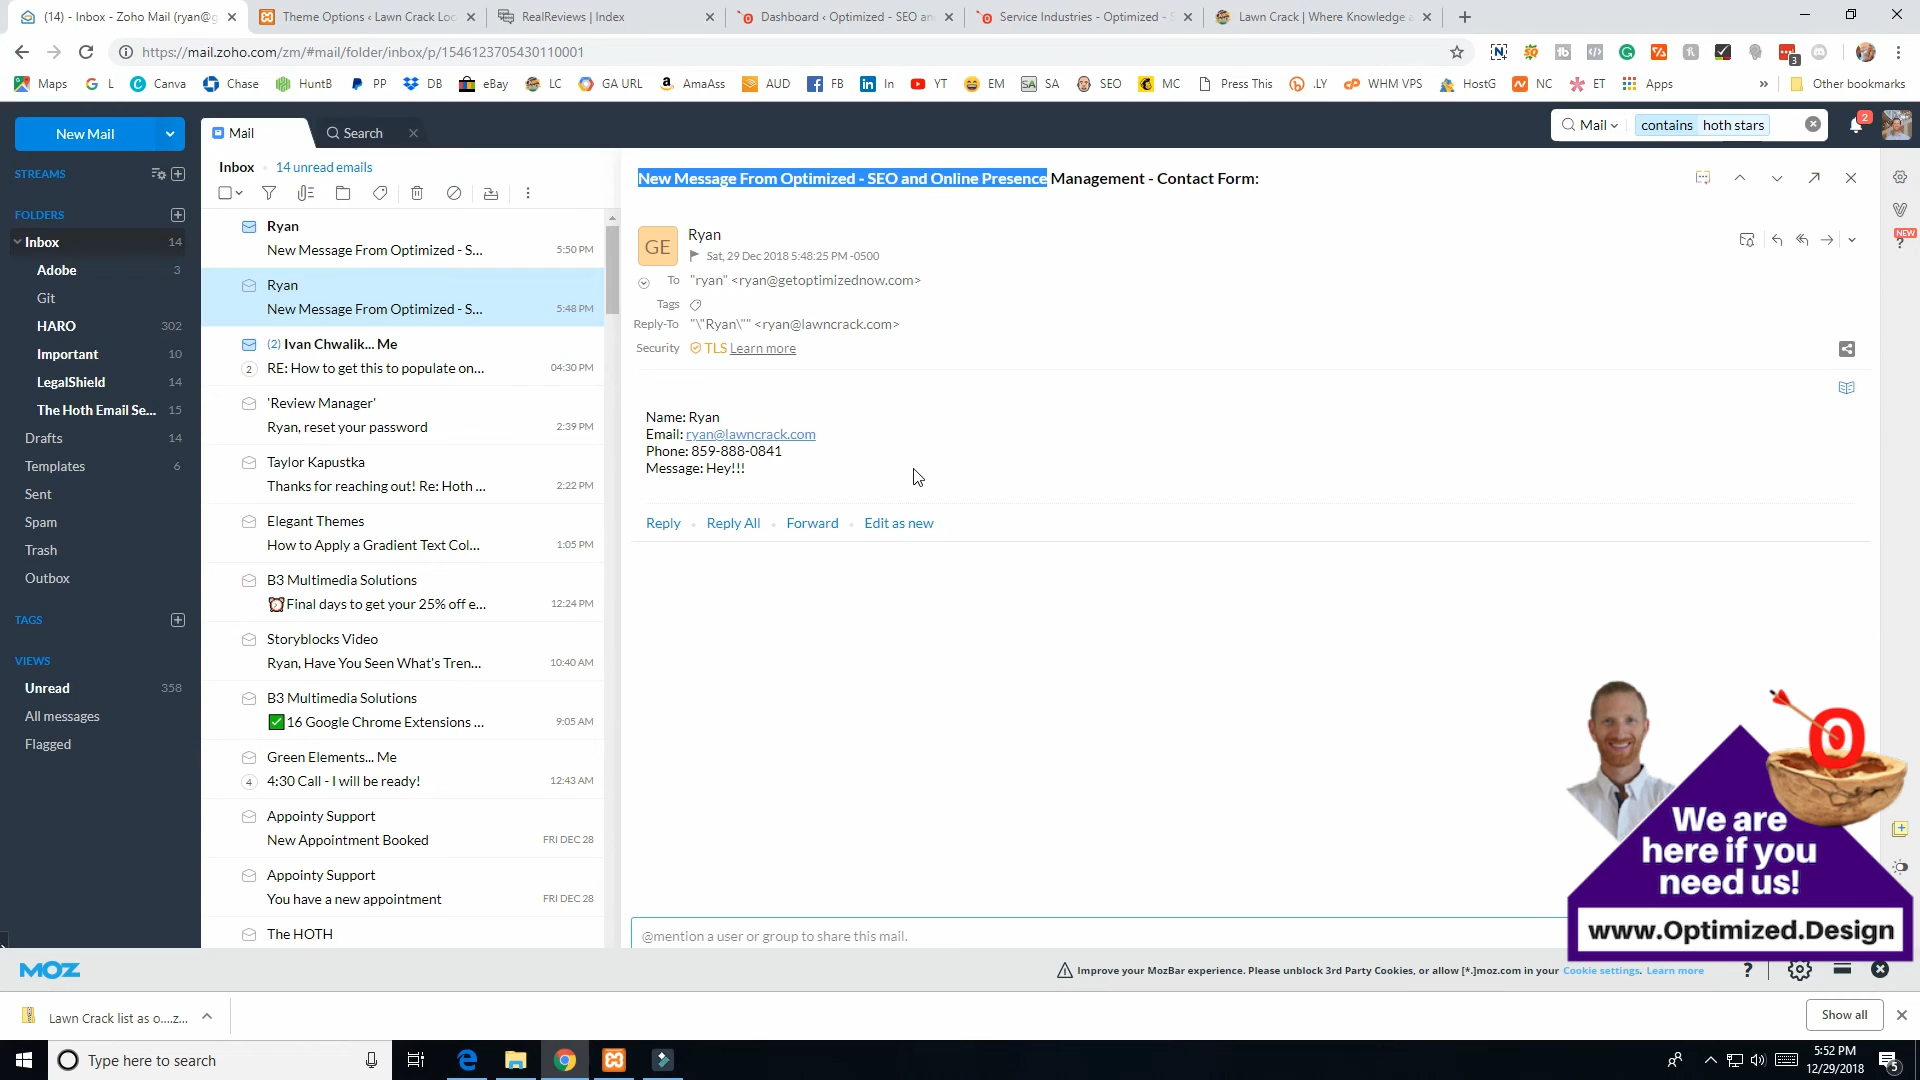 (14) - Inbox - Zoho Mail (ryan@g
Theme Options ‹ Lawn Crack Loc
RealReviews | Index
Dashboard ‹ Optimized - SEO an
Service Industries - Optimized - S
Lawn Crack | Where Knowledge a
https://mail.zoho.com/zm/#mail/folder/inbox/p/1546123705430110001
3
Maps
G L
Canva
Chase
HuntB
PP
DB
eBay
LC
GA URL
AmaAss
AUD
FB
In
YT
EM
SA
SEO
MC
Press This
.LY
WHM VPS
HostG
NC
ET
Apps
»
Other bookmarks
New Mail
Mail
Search
Mail
contains hoth stars
2
STREAMS
FOLDERS
Inbox 14
Adobe 3
Git
HARO 302
Important 10
LegalShield 14
The Hoth Email Se... 15
Drafts 14
Templates 6
Sent
Spam
Trash
Outbox
TAGS
VIEWS
Unread 358
All messages
Flagged
Inbox 14 unread emails
Ryan
New Message From Optimized - S... 5:50 PM
Ryan
New Message From Optimized - S... 5:48 PM
(2) Ivan Chwalik... Me
2 RE: How to get this to populate on... 04:30 PM
'Review Manager'
Ryan, reset your password 2:39 PM
Taylor Kapustka
Thanks for reaching out! Re: Hoth ... 2:22 PM
Elegant Themes
How to Apply a Gradient Text Col... 1:05 PM
B3 Multimedia Solutions
⏰Final days to get your 25% off e... 12:24 PM
Storyblocks Video
Ryan, Have You Seen What's Tren... 10:40 AM
B3 Multimedia Solutions
✅16 Google Chrome Extensions ... 9:05 AM
Green Elements... Me
4 4:30 Call - I will be ready! 12:43 AM
Appointy Support
New Appointment Booked FRI DEC 28
Appointy Support
You have a new appointment FRI DEC 28
The HOTH
New Message From Optimized - SEO and Online Presence Management - Contact Form:
GE
Ryan
Sat, 29 Dec 2018 5:48:25 PM -0500
To "ryan" <ryan@getoptimizednow.com>
Tags
Reply-To "\"Ryan\"" <ryan@lawncrack.com>
Security TLS Learn more
NEW
Name: Ryan
Email: ryan@lawncrack.com
Phone: 859-888-0841
Message: Hey!!!
Reply
Reply All
Forward
Edit as new
@mention a user or group to share this mail.
We are
here if you
need us!
www.Optimized.Design
MOZ
Improve your MozBar experience. Please unblock 3rd Party Cookies, or allow [*.]moz.com in your Cookie settings. Learn more
?
Lawn Crack list as o....z...
Show all
Type here to search
5:52 PM
12/29/2018
5